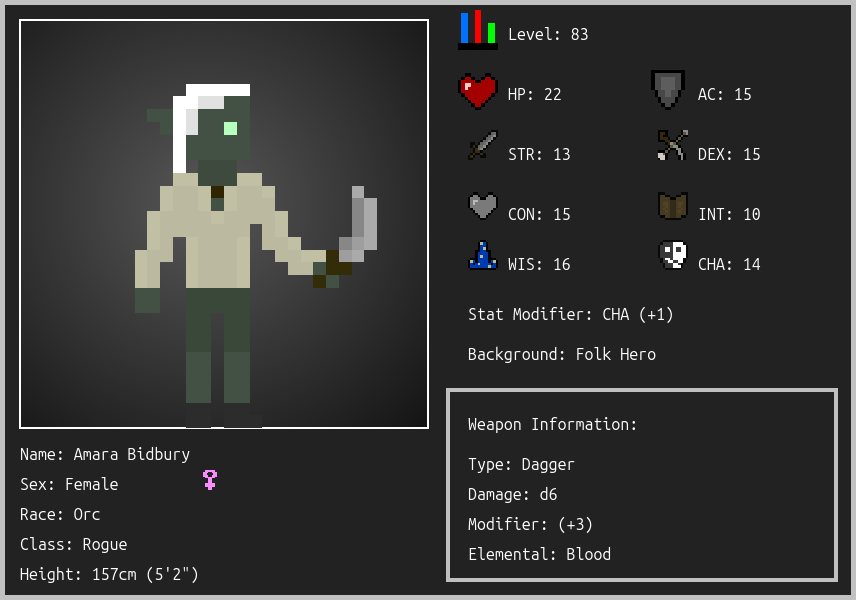 Level: 83
HP: 22
AC: 15
STR: 13
DEX: 15
CON: 15
INT: 10
WIS: 16
CHA: 14
Stat Modifier: CHA (+1)
Background: Folk Hero
Weapon Information:
Type: Dagger
Damage: d6
Modifier: (+3)
Elemental: Blood
Name: Amara Bidbury
Sex: Female
Race: Orc
Class: Rogue
Height: 157cm (5'2")